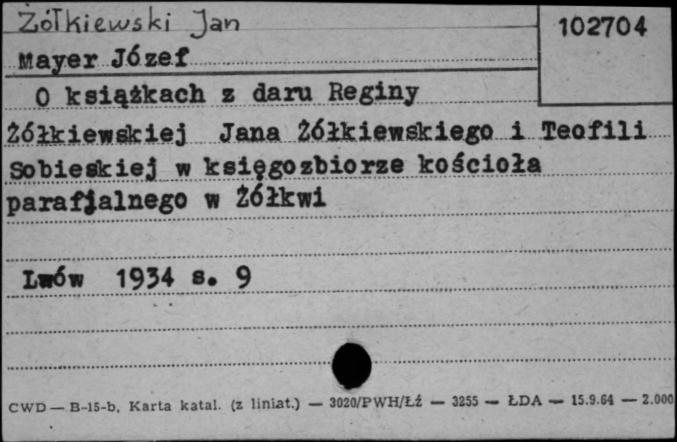 Żółkiewski Jan
102704
Mayer Józef
O książkach z daru Reginy
Żółkiewskiej Jana Żółkiewskiego i Teofili
Sobieskiej w księgozbiorze kościoła
parafjalnego w Żółkwi
Lwów 1934 s. 9
CWD — B-15-b, Karta katal. (z liniat.) — 3020/PWH/Łź — 3255 — ŁDA — 15.9.64 — 2.000